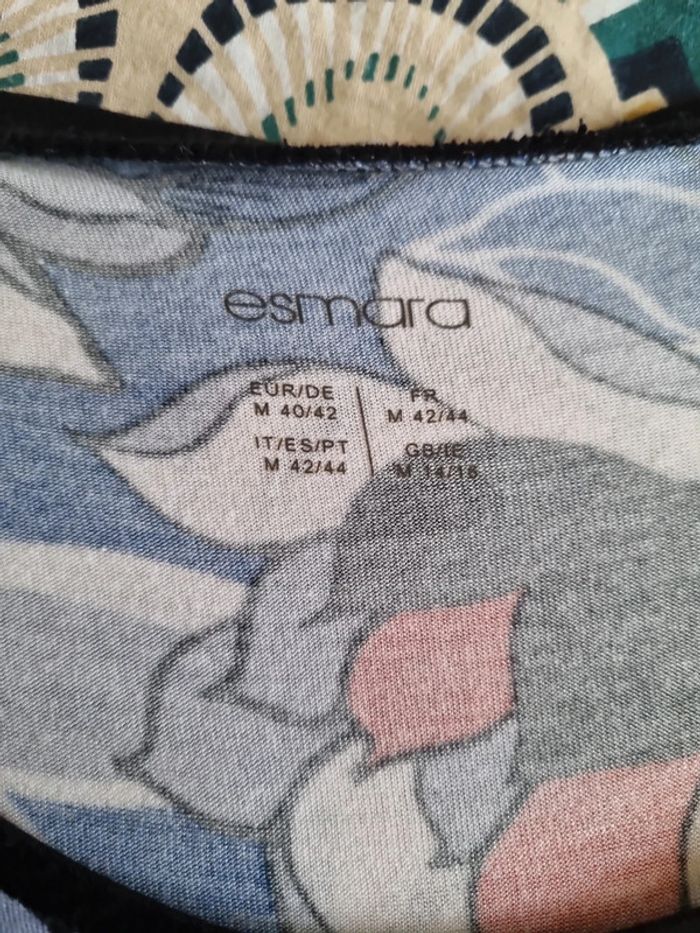 esmara
EUR/DE
M 40/42
FR
M 42/44
IT/ES/PT
M 42/44
GB/IE
M 14/16